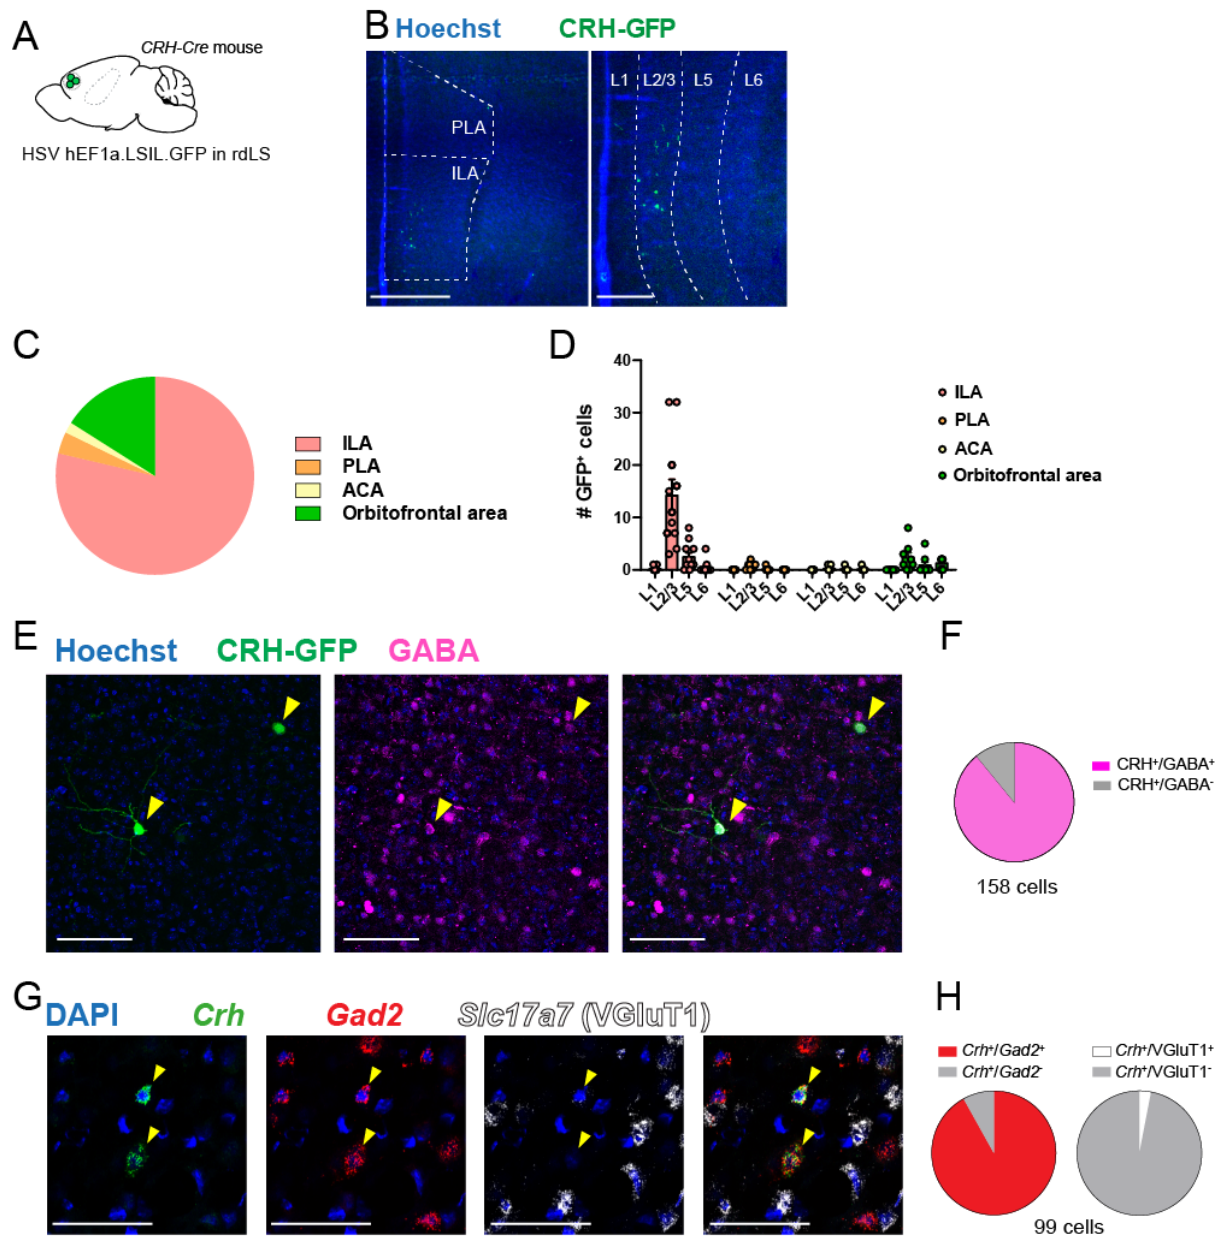 A
CRH-Cre mouse
HSV hEF1a.LSIL.GFP in rdLS
B
Hoechst CRH-GFP
PLA
ILA
L1 L2/3 L5 L6
C
ILA
PLA
ACA
Orbitofrontal area
D
# GFP⁺ cells
40
30
20
10
0
L1 L2/3 L5 L6 L1 L2/3 L5 L6 L1 L2/3 L5 L6 L1 L2/3 L5 L6
ILA
PLA
ACA
Orbitofrontal area
E
Hoechst CRH-GFP GABA
F
CRH⁺/GABA⁺
CRH⁺/GABA⁻
158 cells
G
DAPI Crh Gad2 Slc17a7 (VGluT1)
H
Crh⁺/Gad2⁺
Crh⁺/Gad2⁻
Crh⁺/VGluT1⁺
Crh⁺/VGluT1⁻
99 cells